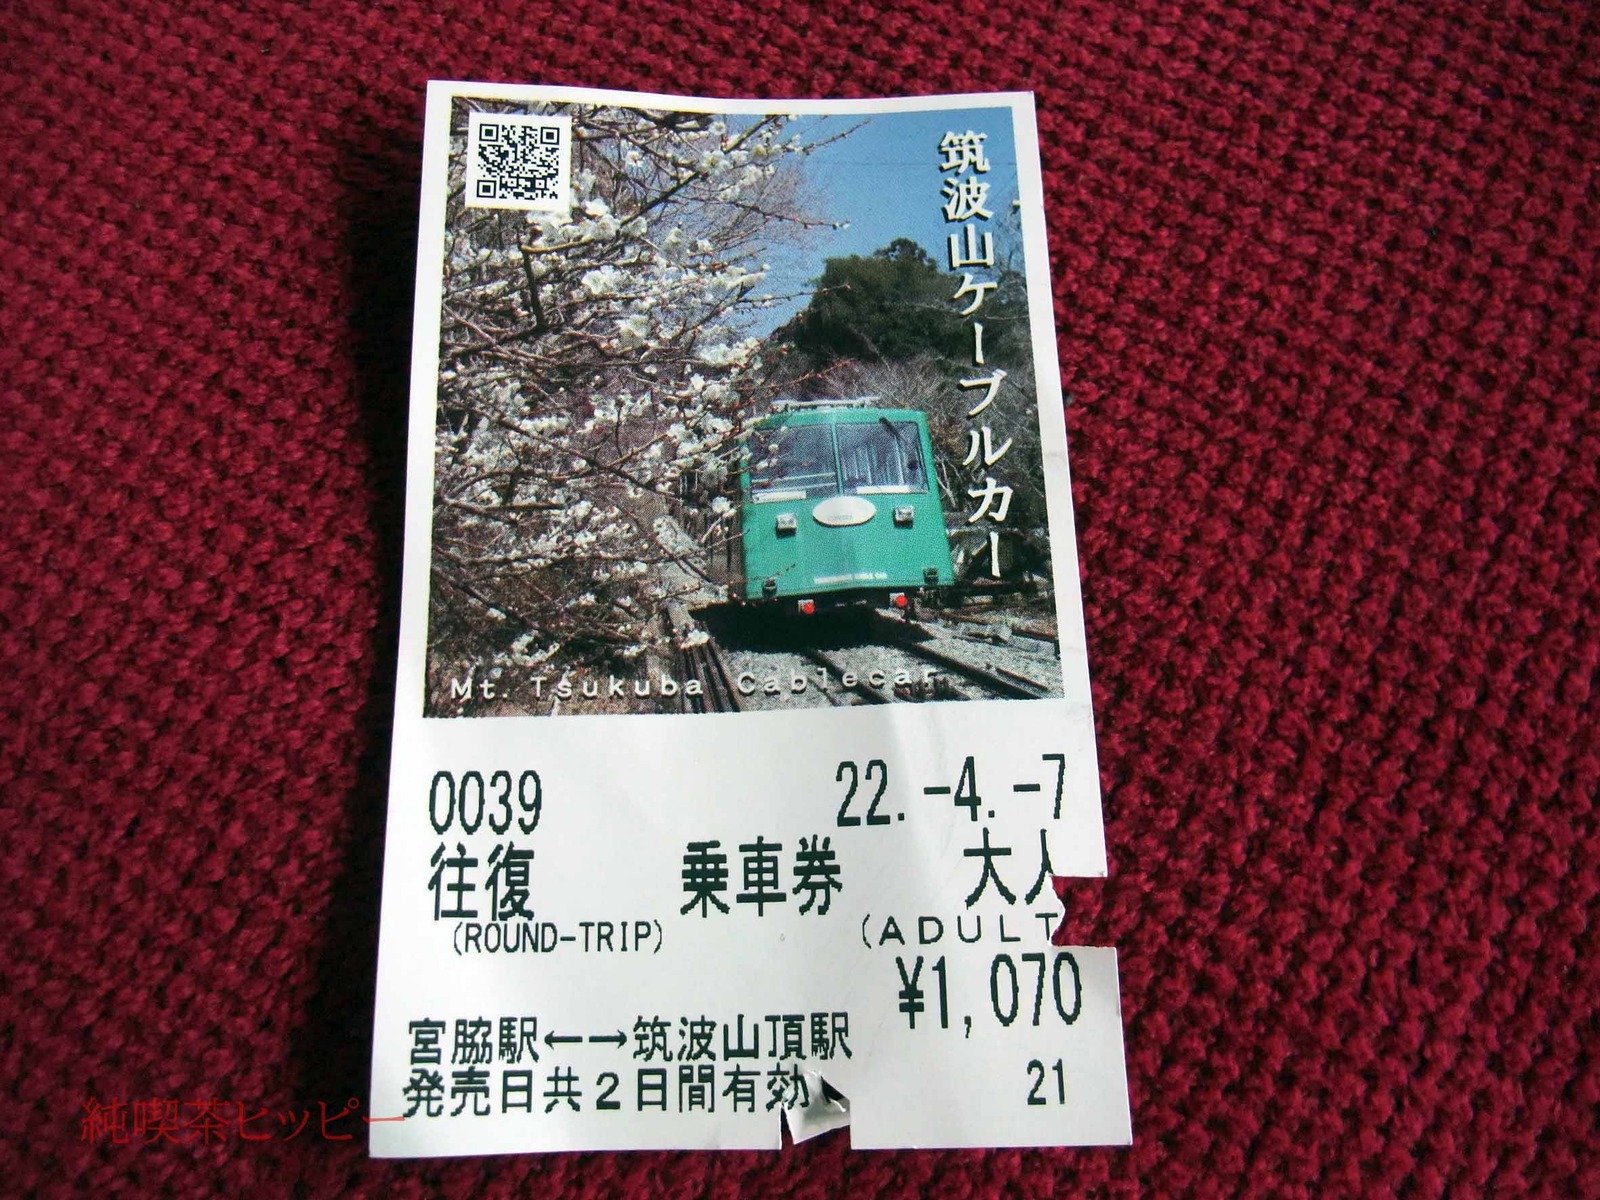 筑波山ケーブルカー
Mt. Tsukuba Cablecar
0039 22.-4.-7
往復 乗車券 大人
(ROUND-TRIP) (ADULT
¥1,070
宮脇駅←→筑波山頂駅
発売日共2日間有効 21
純喫茶ヒッピー